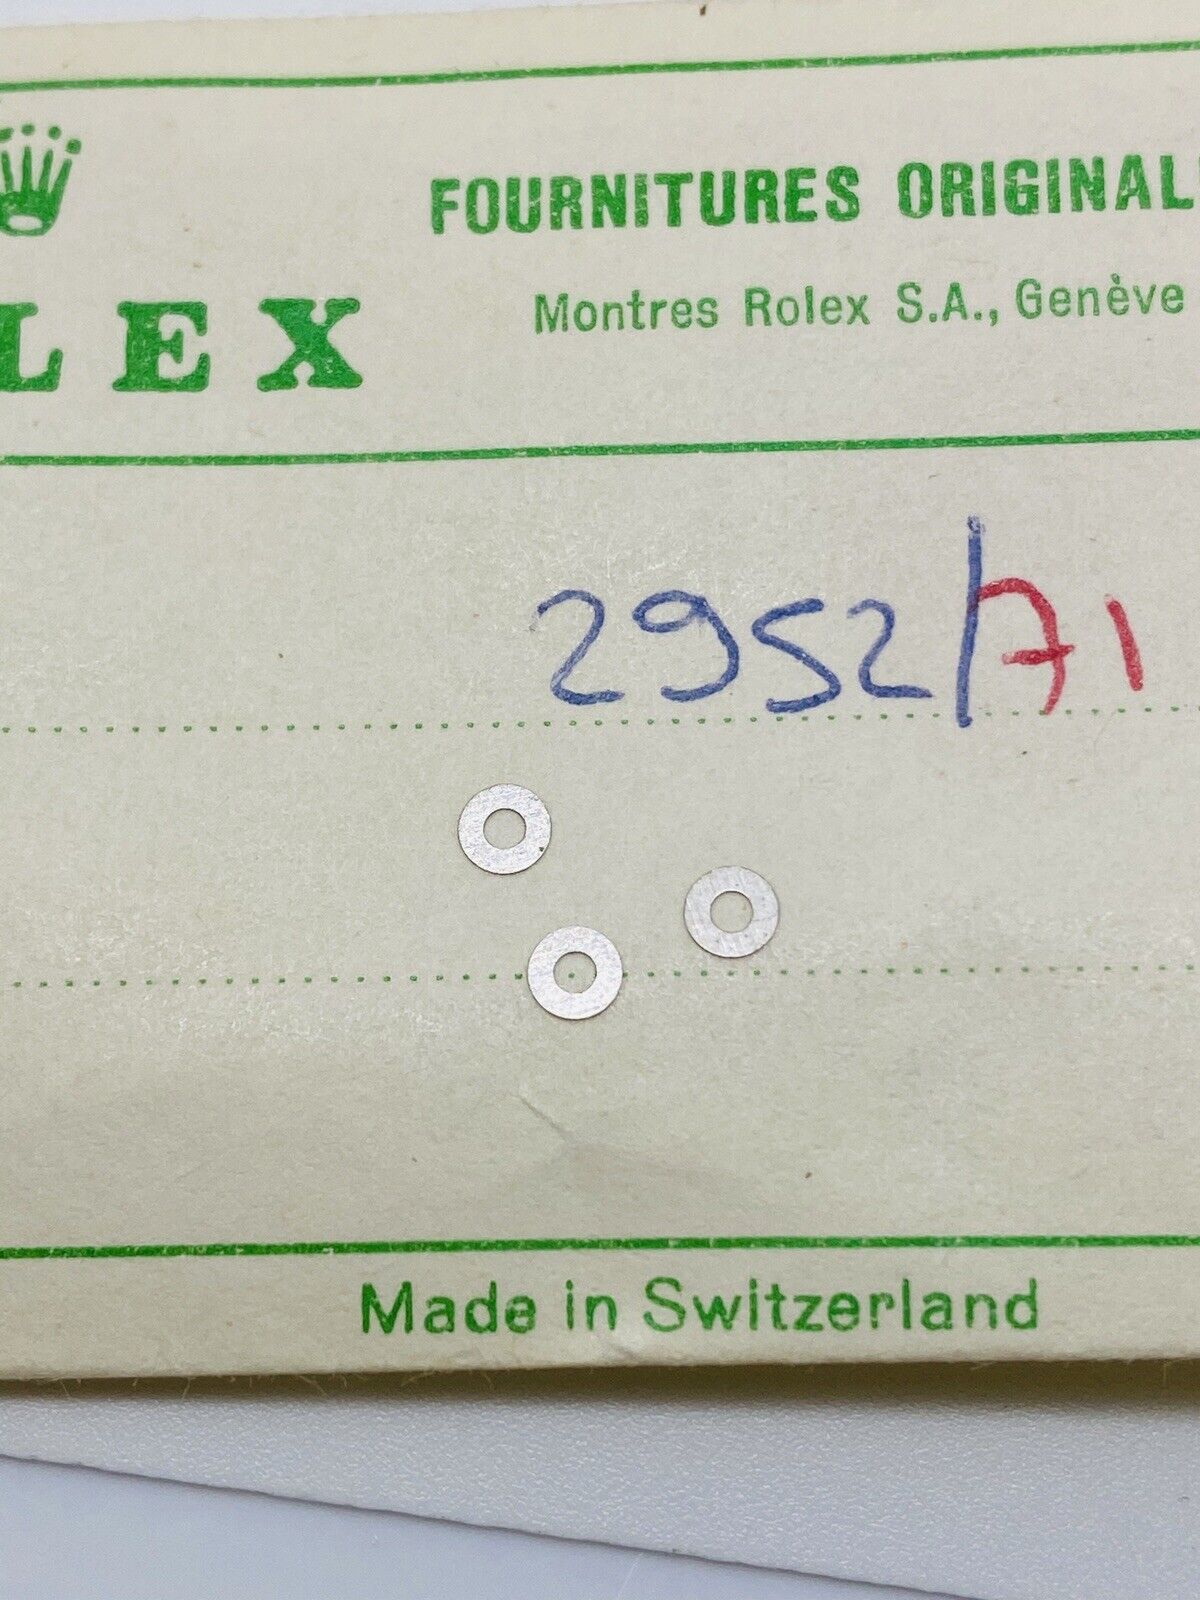 FOURNITURES ORIGINAL
Montres Rolex S.A., Genève
LEX
2952/71
Made in Switzerland